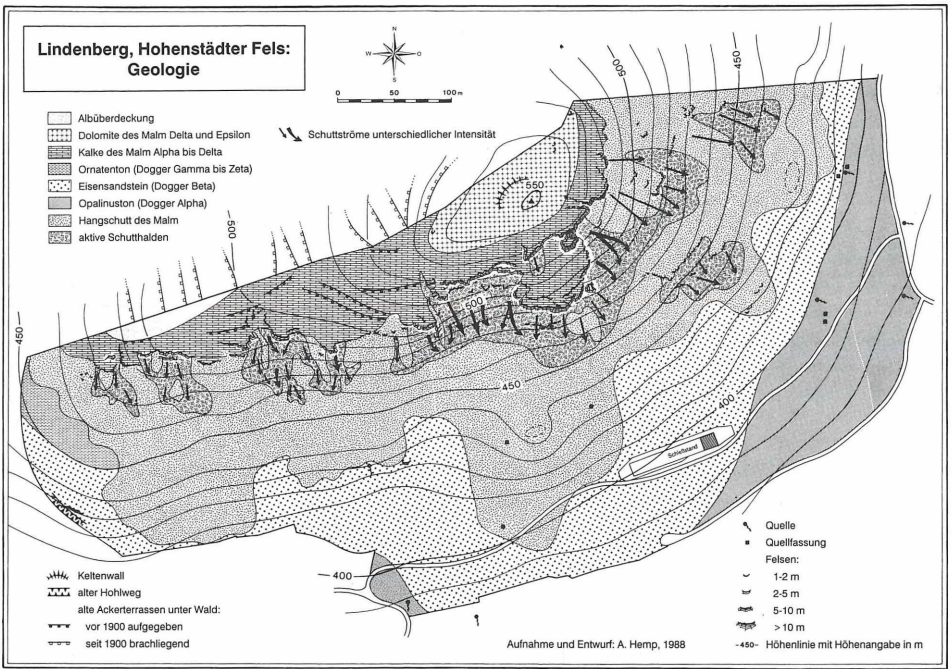 Lindenberg, Hohenstädter Fels:
Geologie
N
W
O
S
0 50 100 m
Albüberdeckung
Dolomite des Malm Delta und Epsilon
Kalke des Malm Alpha bis Delta
Ornatenton (Dogger Gamma bis Zeta)
Eisensandstein (Dogger Beta)
Opalinuston (Dogger Alpha)
Hangschutt des Malm
aktive Schutthalden
Schuttströme unterschiedlicher Intensität
500
450
550
500
450
500
450
400
Schießstand
400
Keltenwall
alter Hohlweg
alte Ackerterrassen unter Wald:
vor 1900 aufgegeben
seit 1900 brachliegend
Quelle
Quellfassung
Felsen:
1-2 m
2-5 m
5-10 m
>10 m
-450- Höhenlinie mit Höhenangabe in m
Aufnahme und Entwurf: A. Hemp, 1988